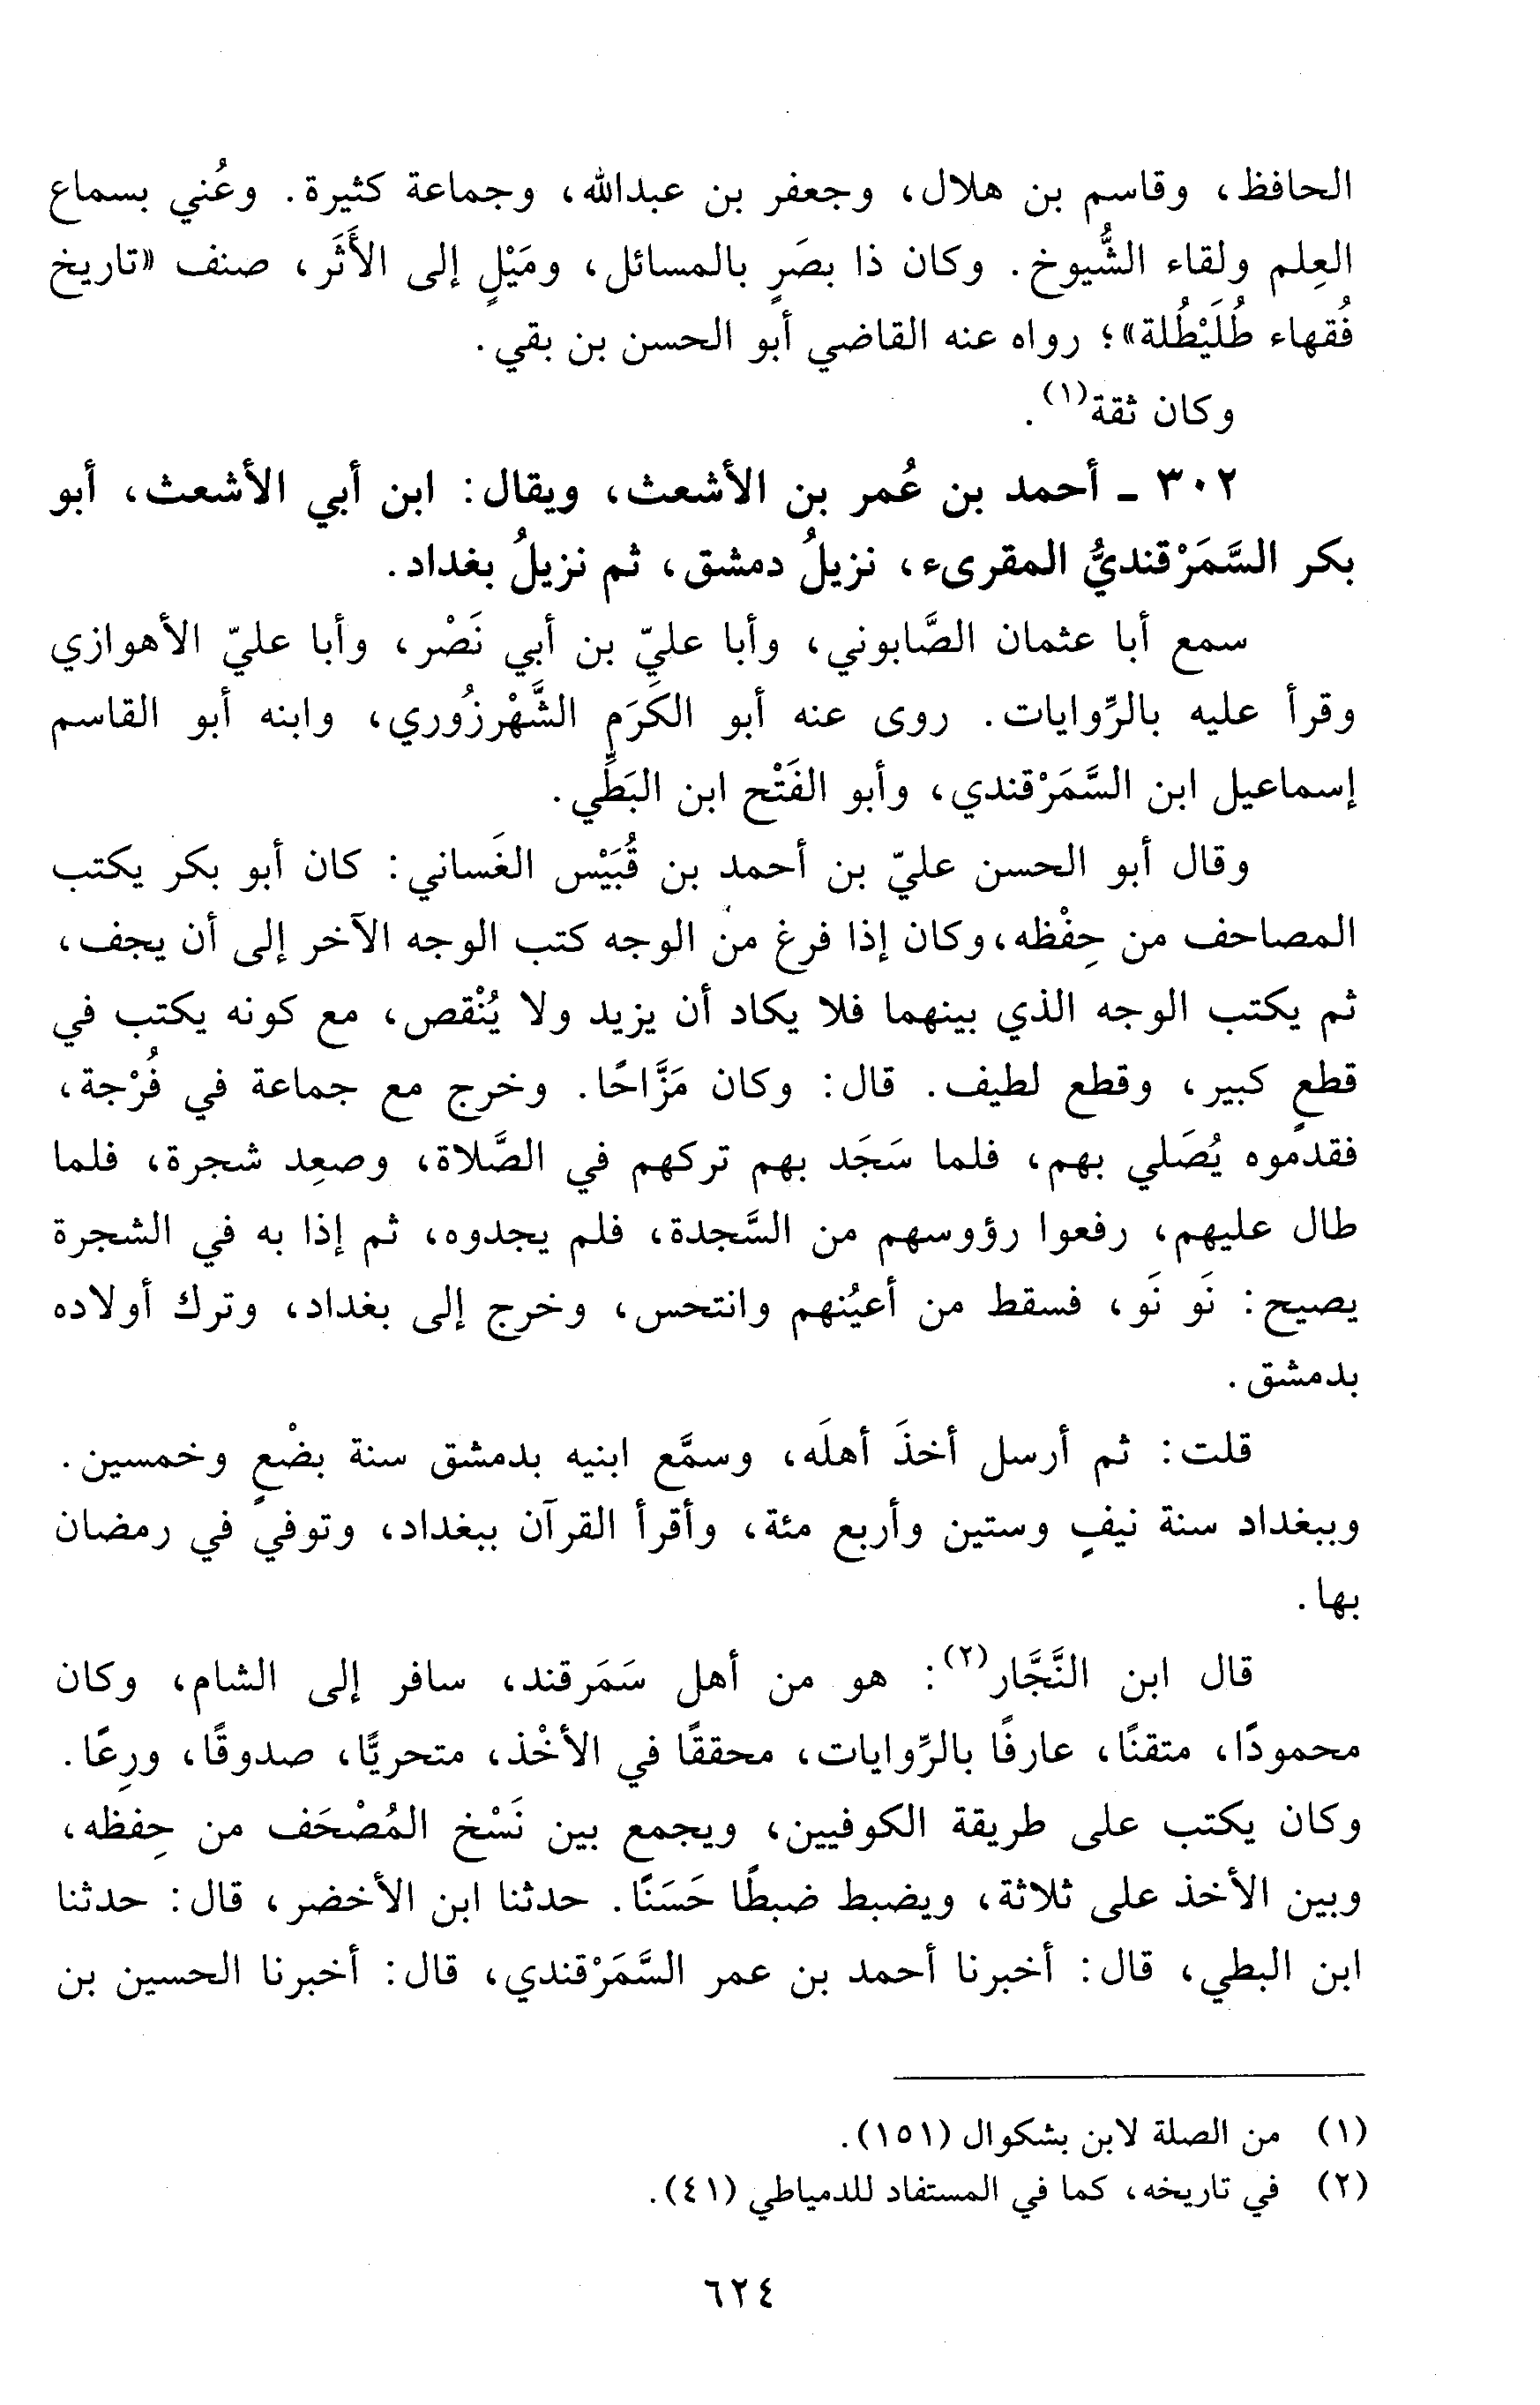 الحافظ، وقاسم بن هلال، وجعفر بن عبدالله، وجماعة كثيرة. وعُني بسماع
العِلم ولقاء الشُّيوخ. وكان ذا بصَرٍ بالمسائل، ومَيْلٍ إلى الأَثَر، صنف «تاريخ
فُقهاء طُلَيْطُلة»؛ رواه عنه القاضي أبو الحسن بن بقي.
وكان ثقة(١).
٣٠٢ ـ أحمد بن عُمر بن الأشعث، ويقال: ابن أبي الأشعث، أبو
بكر السَّمَرْقنديُّ المقرىء، نزيلُ دمشق، ثم نزيلُ بغداد.
سمع أبا عثمان الصَّابوني، وأبا عليّ بن أبي نَصْر، وأبا عليّ الأهوازي
وقرأ عليه بالرِّوايات. روى عنه أبو الكَرَم الشَّهْرزُوري، وابنه أبو القاسم
إسماعيل ابن السَّمَرْقندي، وأبو الفَتْح ابن البَطِّي.
وقال أبو الحسن عليّ بن أحمد بن قُبَيْس الغَساني: كان أبو بكر يكتب
المصاحف من حِفْظه، وكان إذا فرغ من الوجه كتب الوجه الآخر إلى أن يجف،
ثم يكتب الوجه الذي بينهما فلا يكاد أن يزيد ولا يُنْقص، مع كونه يكتب في
قطعٍ كبير، وقطع لطيف. قال: وكان مَزَّاحًا. وخرج مع جماعة في فُرْجة،
فقدموه يُصَلي بهم، فلما سَجَد بهم تركهم في الصَّلاة، وصعِد شجرة، فلما
طال عليهم، رفعوا رؤوسهم من السَّجدة، فلم يجدوه، ثم إذا به في الشجرة
يصيح: نَو نَو، فسقط من أعيُنهم وانتحس، وخرج إلى بغداد، وترك أولاده
بدمشق.
قلت: ثم أرسل أخذَ أهلَه، وسمَّع ابنيه بدمشق سنة بضْعٍ وخمسين.
وببغداد سنة نيفٍ وستين وأربع مئة، وأقرأ القرآن ببغداد، وتوفي في رمضان
بها.
قال ابن النَّجَّار(٢): هو من أهل سَمَرقند، سافر إلى الشام، وكان
محمودًا، متقنًا، عارفًا بالرِّوايات، محققًا في الأخْذ، متحريًّا، صدوقًا، ورِعًا.
وكان يكتب على طريقة الكوفيين، ويجمع بين نَسْخ المُصْحَف من حِفظه،
وبين الأخذ على ثلاثة، ويضبط ضبطًا حَسَنًا. حدثنا ابن الأخضر، قال: حدثنا
ابن البطي، قال: أخبرنا أحمد بن عمر السَّمَرْقندي، قال: أخبرنا الحسين بن
(١) من الصلة لابن بشكوال (١٥١).
(٢) في تاريخه، كما في المستفاد للدمياطي (٤١).
٦٢٤